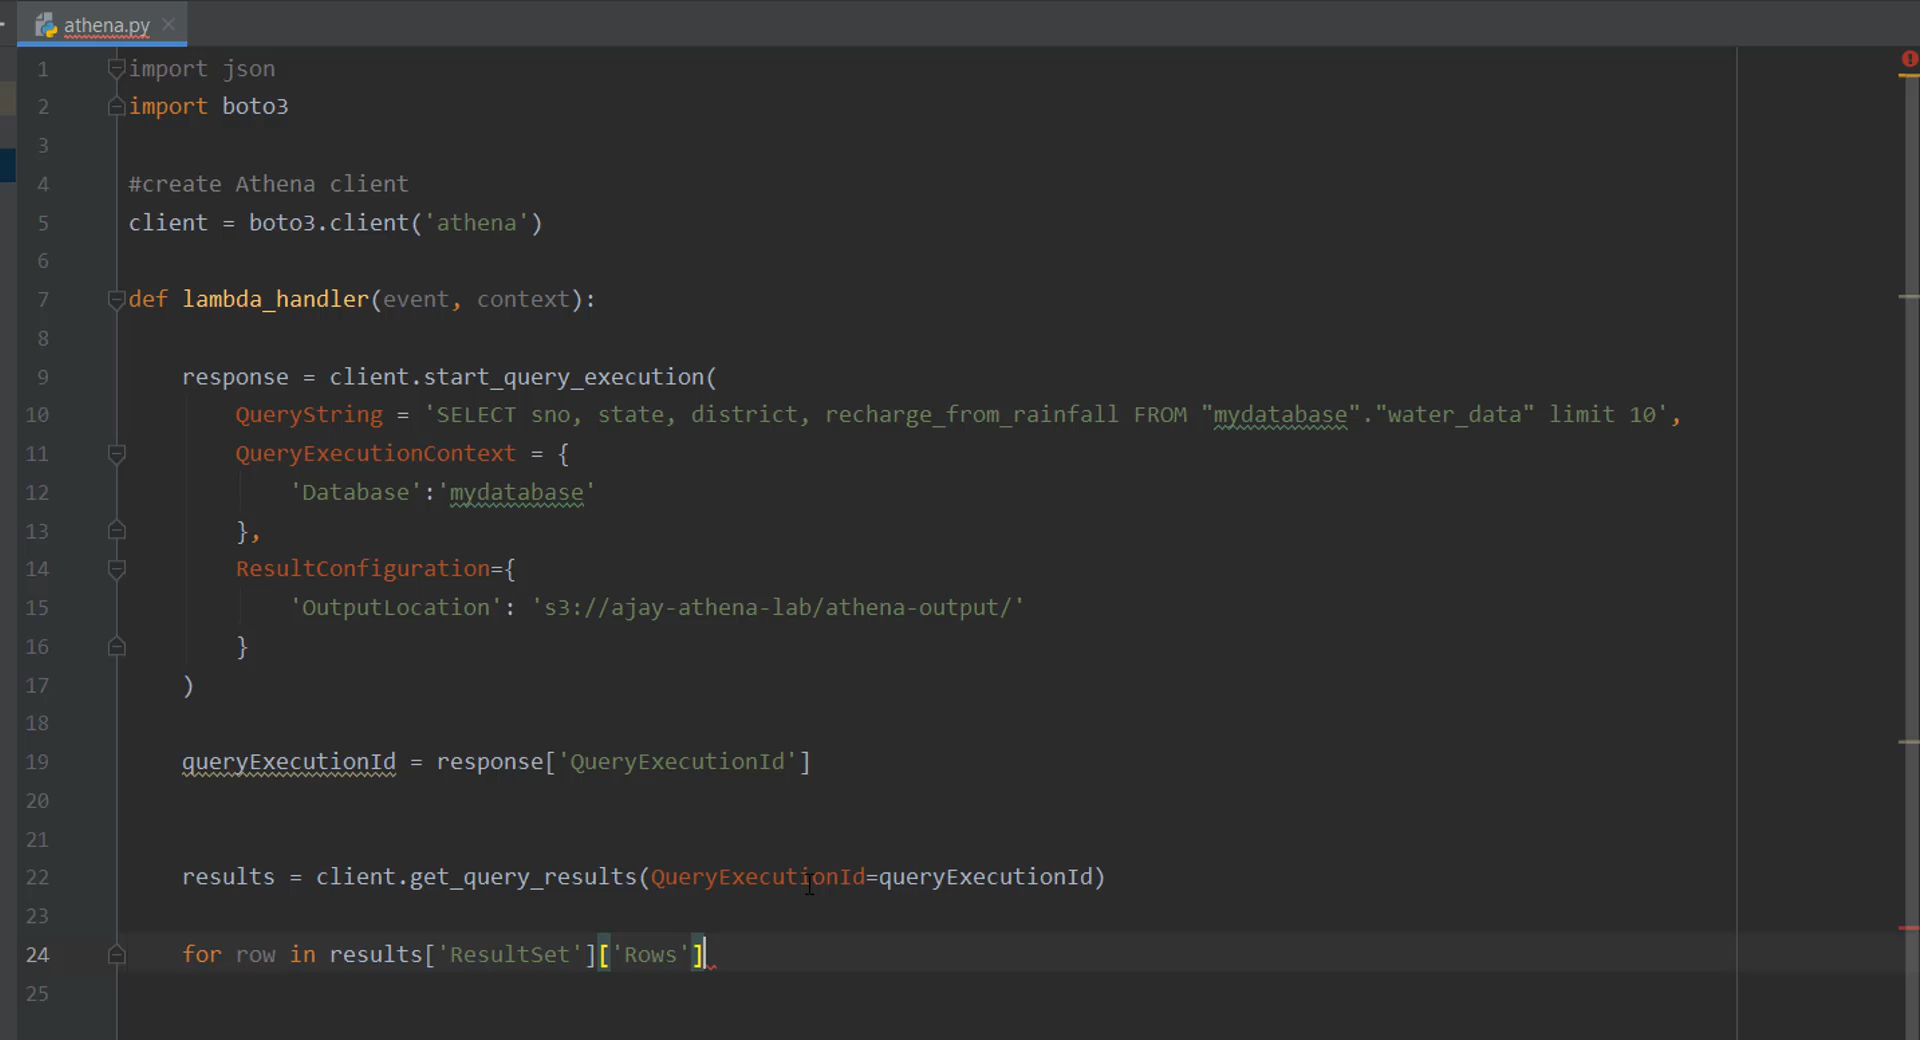 athena.py
1 import json
2 import boto3
3
4 #create Athena client
5 client = boto3.client('athena')
6
7 def lambda_handler(event, context):
8
9 response = client.start_query_execution(
10 QueryString = 'SELECT sno, state, district, recharge_from_rainfall FROM "mydatabase"."water_data" limit 10',
11 QueryExecutionContext = {
12 'Database':'mydatabase'
13 },
14 ResultConfiguration={
15 'OutputLocation': 's3://ajay-athena-lab/athena-output/'
16 }
17 )
18
19 queryExecutionId = response['QueryExecutionId']
20
21
22 results = client.get_query_results(QueryExecutionId=queryExecutionId)
23
24 for row in results['ResultSet']['Rows']
25